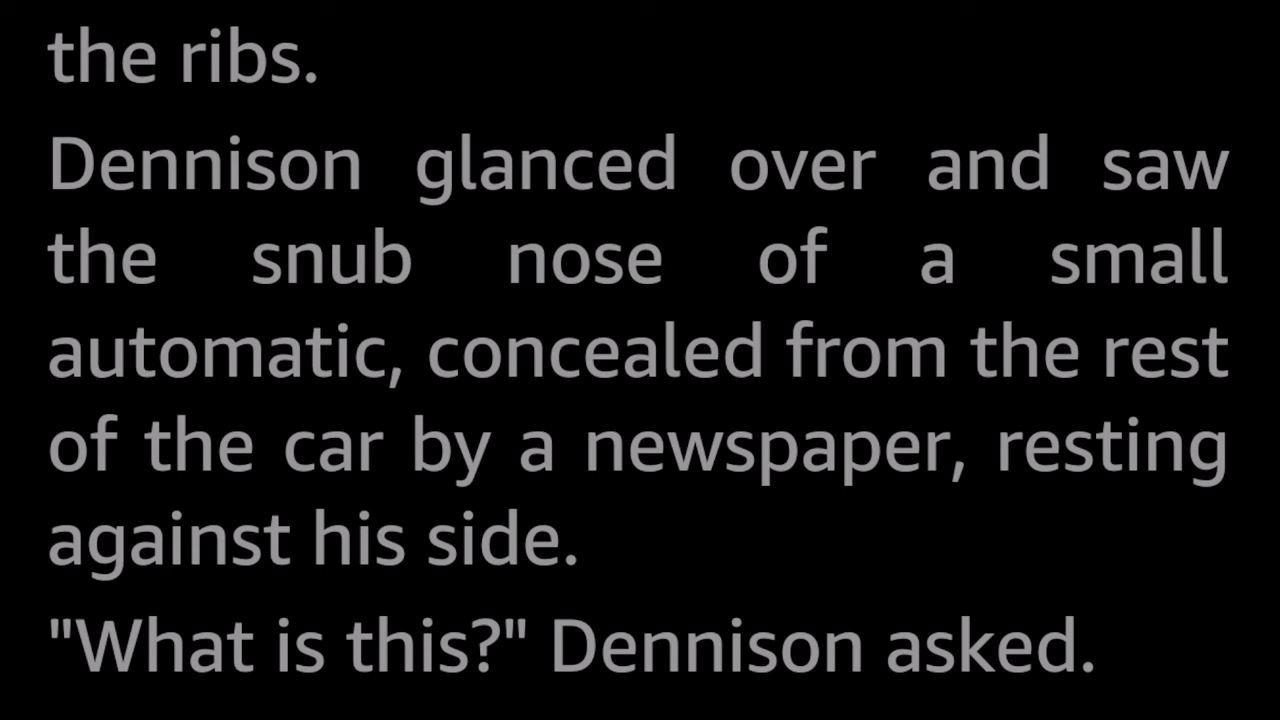 the ribs.
Dennison glanced over and saw
the snub nose of a small
automatic, concealed from the rest
of the car by a newspaper, resting
against his side.
"What is this?" Dennison asked.